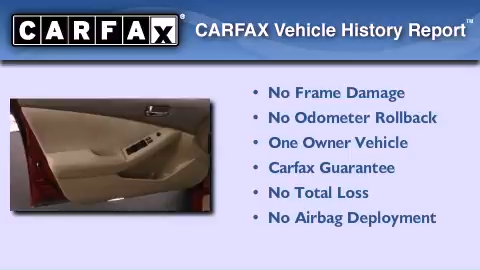 CARFAX® CARFAX Vehicle History Report™
• No Frame Damage
• No Odometer Rollback
• One Owner Vehicle
• Carfax Guarantee
• No Total Loss
• No Airbag Deployment